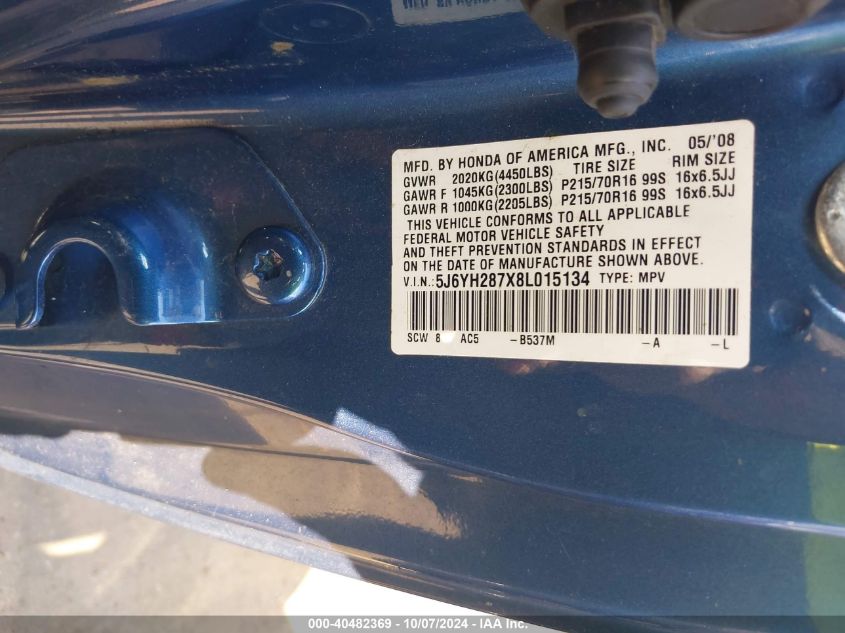 MFD. BY HONDA OF AMERICA MFG., INC. 05/'08
GVWR 2020KG(4450LBS) TIRE SIZE RIM SIZE
GAWR F 1045KG(2300LBS) P215/70R16 99S 16x6.5JJ
GAWR R 1000KG(2205LBS) P215/70R16 99S 16x6.5JJ
THIS VEHICLE CONFORMS TO ALL APPLICABLE
FEDERAL MOTOR VEHICLE SAFETY
AND THEFT PREVENTION STANDARDS IN EFFECT
ON THE DATE OF MANUFACTURE SHOWN ABOVE.
V.I.N.: 5J6YH287X8L015134 TYPE: MPV
SCW 8 AC5 -B537M -A -L
000-40482369 - 10/07/2024 - IAA Inc.